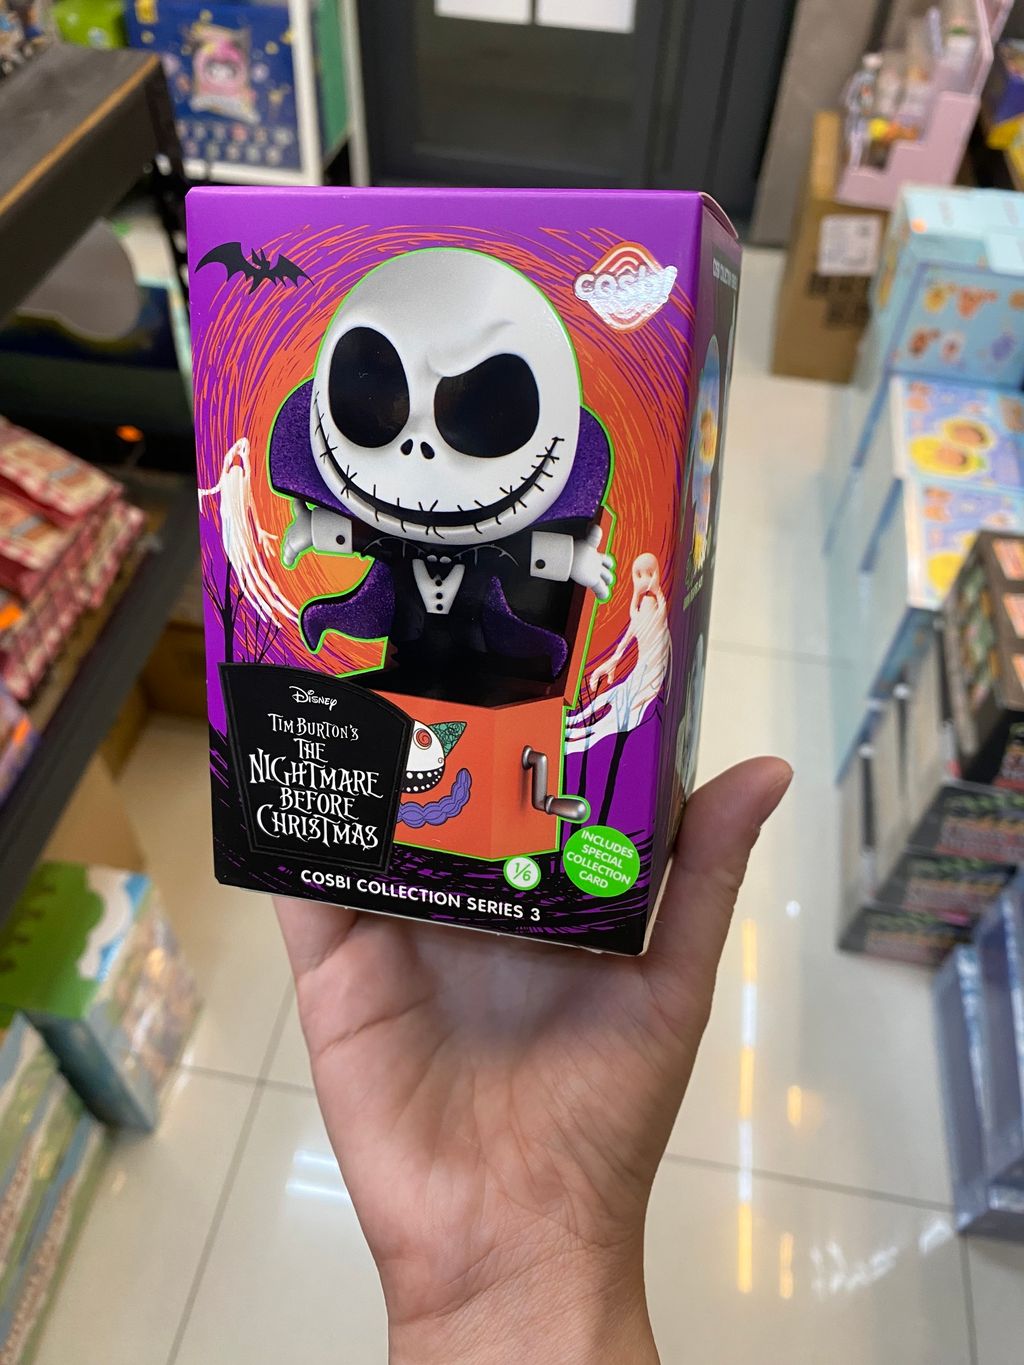 cosbi
Disney
TIM BURTON'S
THE
NIGHTMARE
BEFORE
CHRISTMAS
1/6
INCLUDES
SPECIAL
COLLECTION
CARD
COSBI COLLECTION SERIES 3